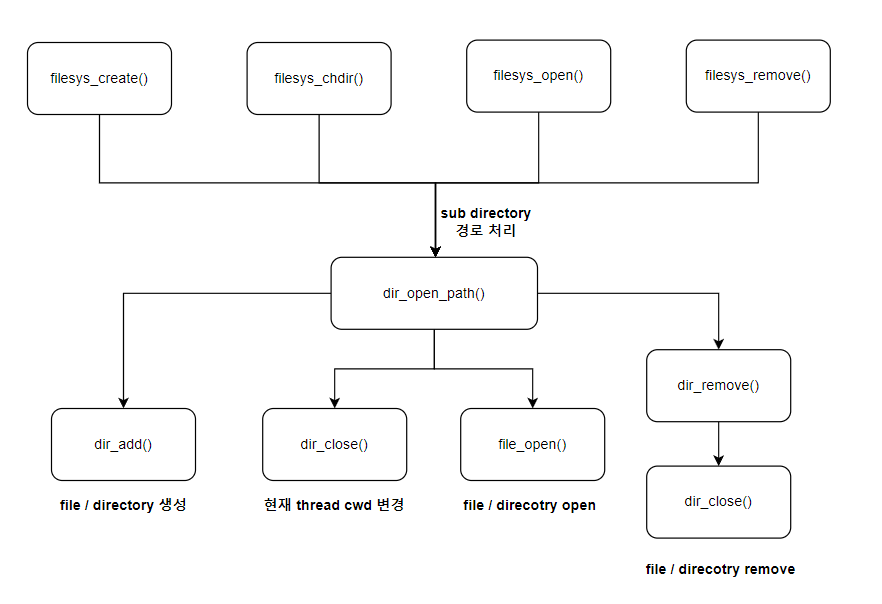 filesys_create()
filesys_chdir()
filesys_open()
filesys_remove()
sub directory
경로 처리
dir_open_path()
dir_remove()
dir_add()
dir_close()
file_open()
dir_close()
file / directory 생성
현재 thread cwd 변경
file / direcotry open
file / direcotry remove